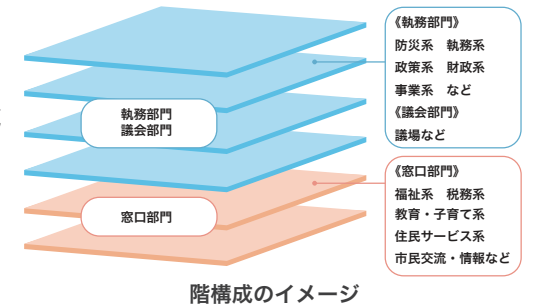 執務部門
議会部門
窓口部門
《執務部門》
防災系　執務系
政策系　財政系
事業系　など
《議会部門》
議場など
《窓口部門》
福祉系　税務系
教育・子育て系
住民サービス系
市民交流・情報など
階構成のイメージ